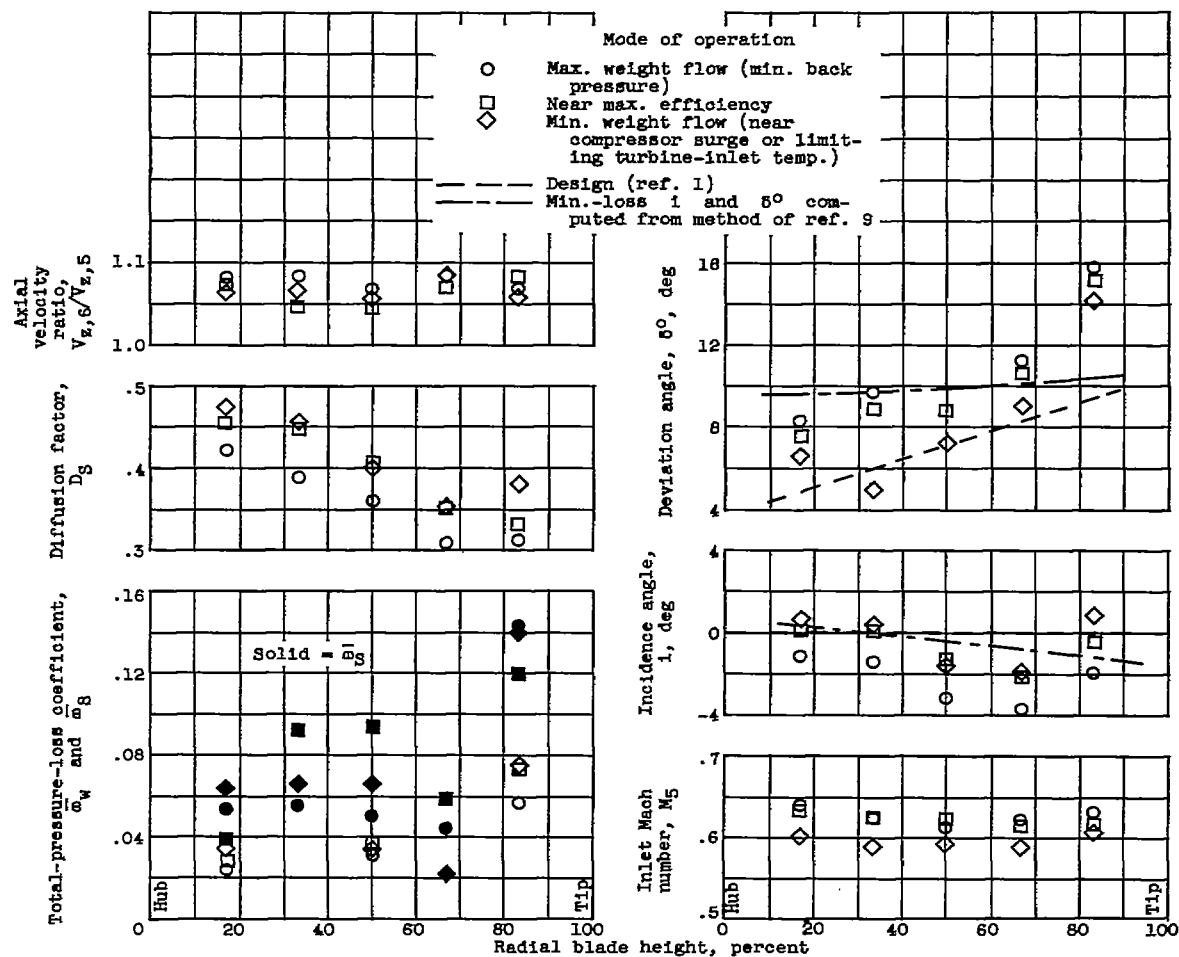 Mode of operation
Max. weight flow (min. back
pressure)
Near max. efficiency
Min. weight flow (near
compressor surge or limit-
ing turbine-inlet temp.)
Design (ref. 1)
Min.-loss i and δ° com-
puted from method of ref. 9
Axial
velocity
ratio,
V̄z,6/V̄z,5
1.1
1.0
Diffusion factor,
DS
.5
.4
.3
Total-pressure-loss coefficient,
ω̄w and ω̄S
.16
.12
.08
.04
0
Solid = ω̄S
Hub
Tip
20
40
60
80
100
Deviation angle, δ°, deg
16
12
8
4
Incidence angle,
i, deg
4
0
-4
Inlet Mach
number, M5
.7
.6
.5
Hub
Tip
0
20
40
60
80
100
Radial blade height, percent